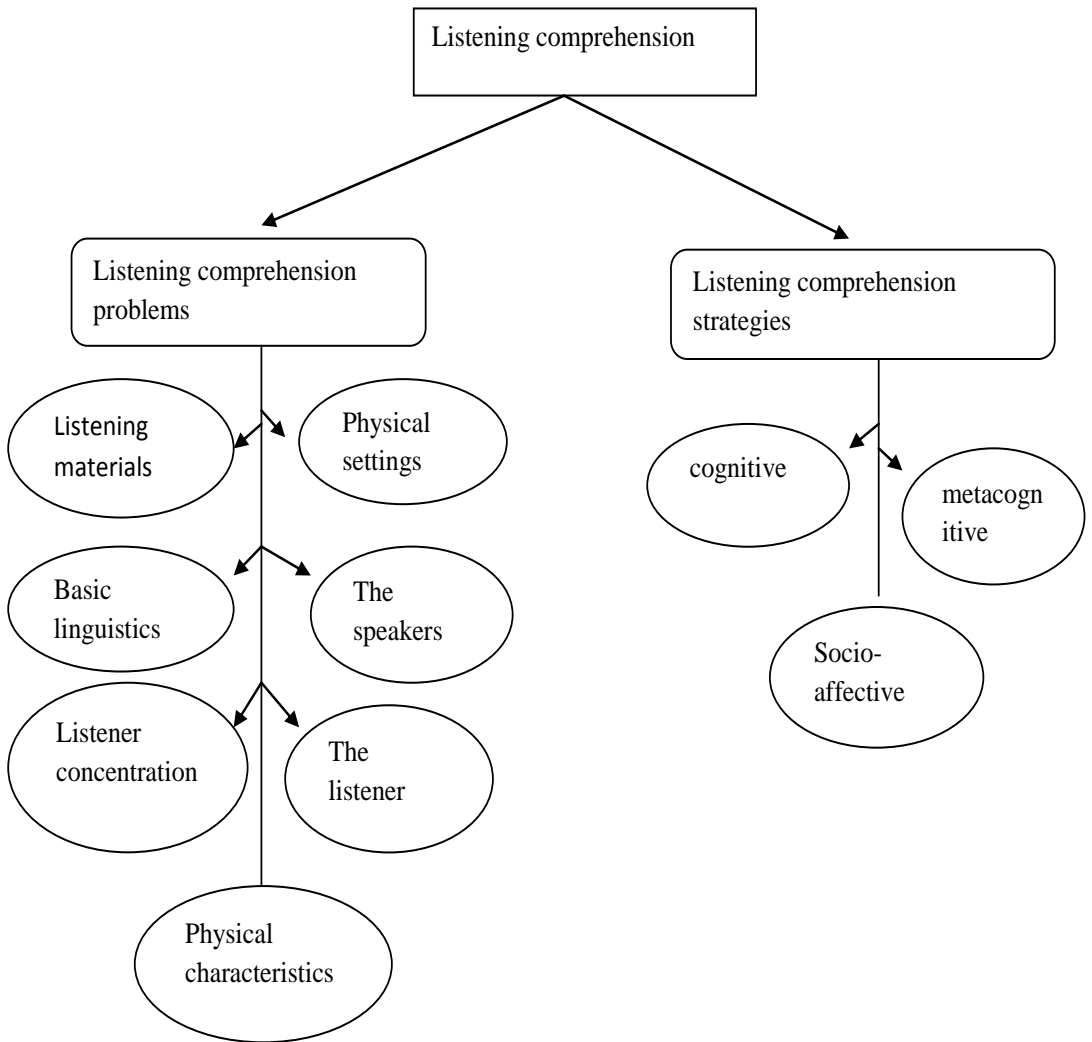 Listening comprehension
Listening comprehension
problems
Listening comprehension
strategies
Listening
materials
Physical
settings
cognitive
metacogn
itive
Basic
linguistics
The
speakers
Socio-
affective
Listener
concentration
The
listener
Physical
characteristics